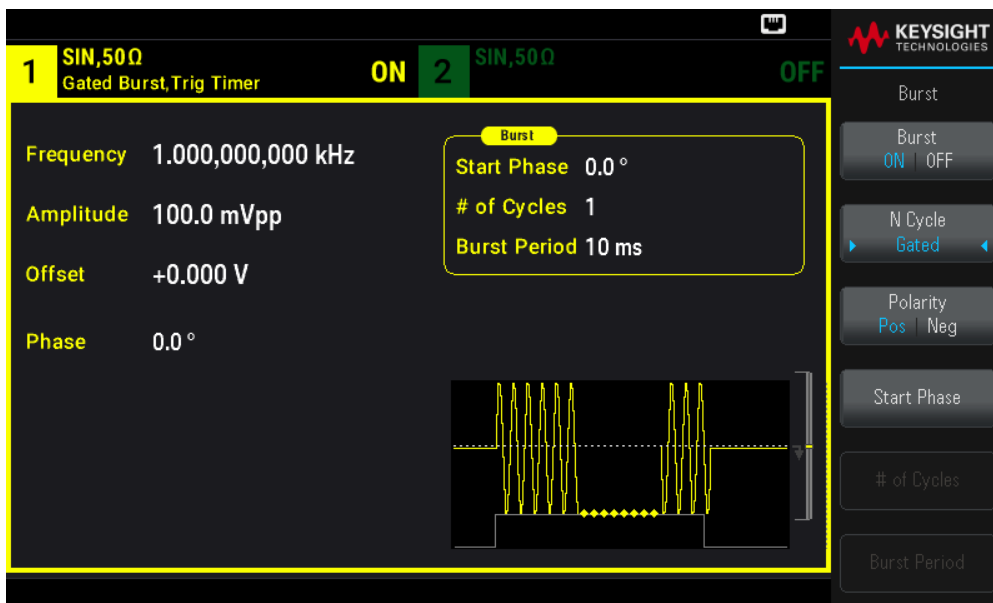 KEYSIGHT
TECHNOLOGIES
1 SIN,50Ω
Gated Burst,Trig Timer
ON
2 SIN,50Ω
OFF
Frequency 1.000,000,000 kHz
Amplitude 100.0 mVpp
Offset +0.000 V
Phase 0.0 °
Burst
Start Phase 0.0 °
# of Cycles 1
Burst Period 10 ms
Burst
Burst
ON | OFF
N Cycle
Gated
Polarity
Pos | Neg
Start Phase
# of Cycles
Burst Period